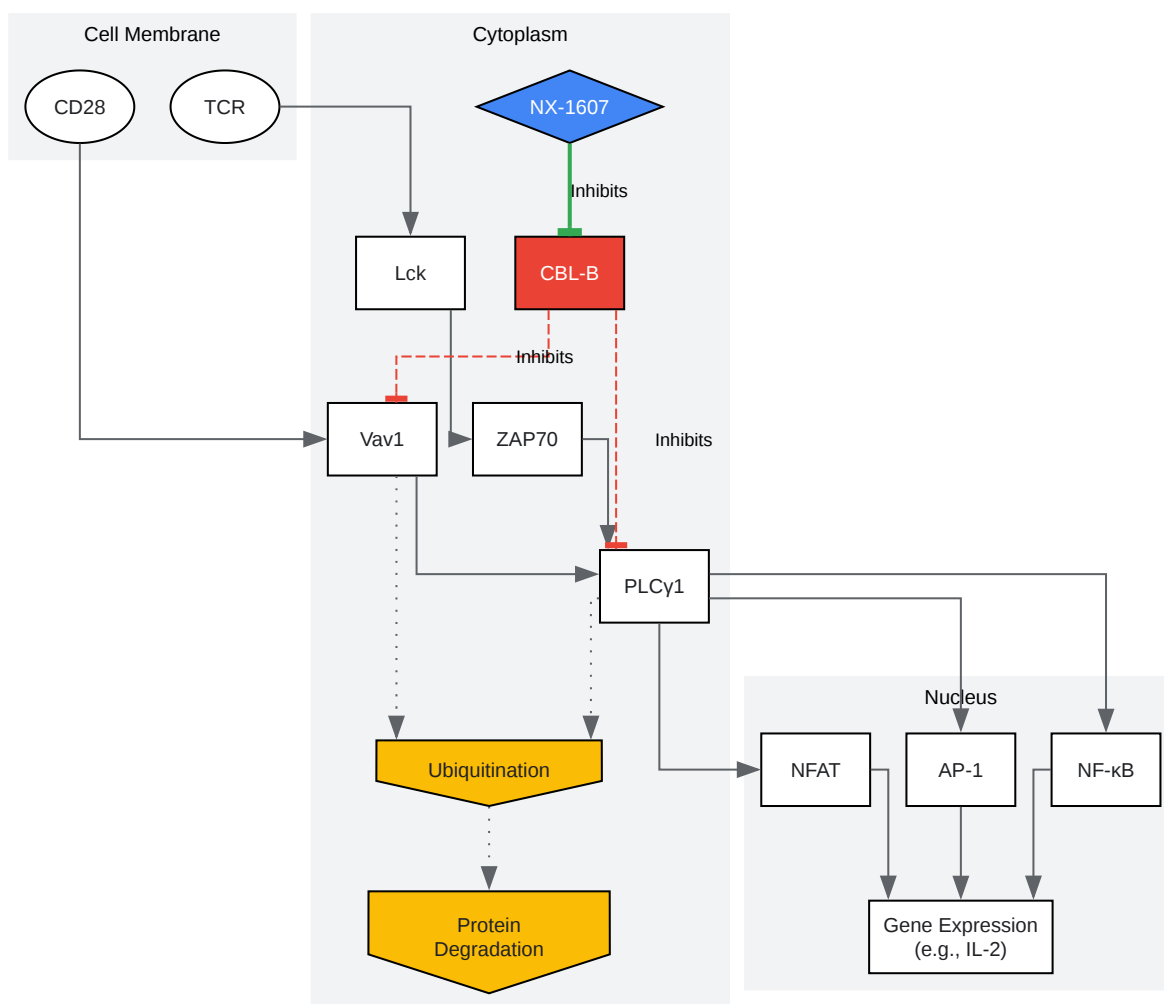 Cell Membrane
Cytoplasm
CD28
TCR
NX-1607
Inhibits
Lck
CBL-B
Inhibits
Vav1
ZAP70
Inhibits
PLCγ1
Nucleus
Ubiquitination
NFAT
AP-1
NF-κB
Protein
Degradation
Gene Expression
(e.g., IL-2)